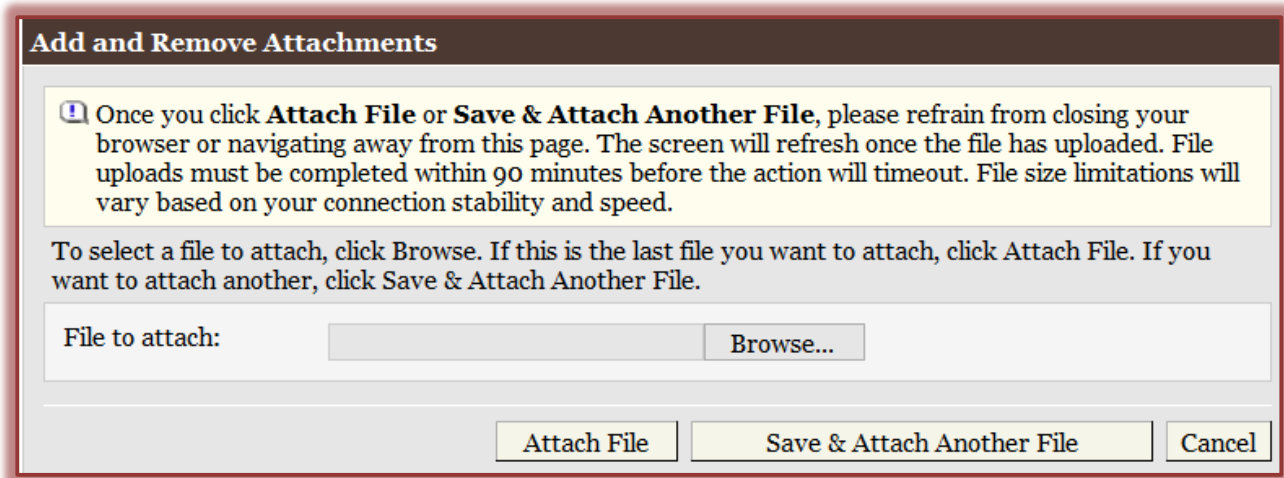 Add and Remove Attachments
Once you click Attach File or Save & Attach Another File, please refrain from closing your
browser or navigating away from this page. The screen will refresh once the file has uploaded. File
uploads must be completed within 90 minutes before the action will timeout. File size limitations will
vary based on your connection stability and speed.
To select a file to attach, click Browse. If this is the last file you want to attach, click Attach File. If you
want to attach another, click Save & Attach Another File.
File to attach: Browse...
Attach File Save & Attach Another File Cancel